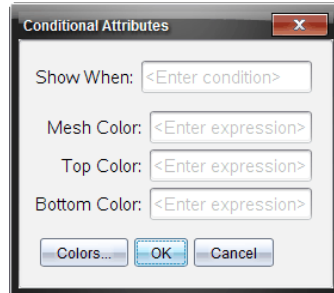 Conditional Attributes
Show When: <Enter condition>
Mesh Color: <Enter expression>
Top Color: <Enter expression>
Bottom Color: <Enter expression>
Colors... OK Cancel